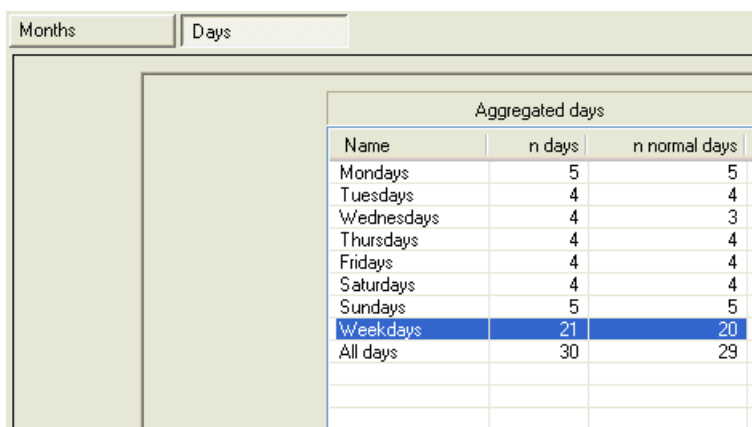 Months Days
Aggregated days
Name n days n normal days
Mondays 5 5
Tuesdays 4 4
Wednesdays 4 3
Thursdays 4 4
Fridays 4 4
Saturdays 4 4
Sundays 5 5
Weekdays 21 20
All days 30 29